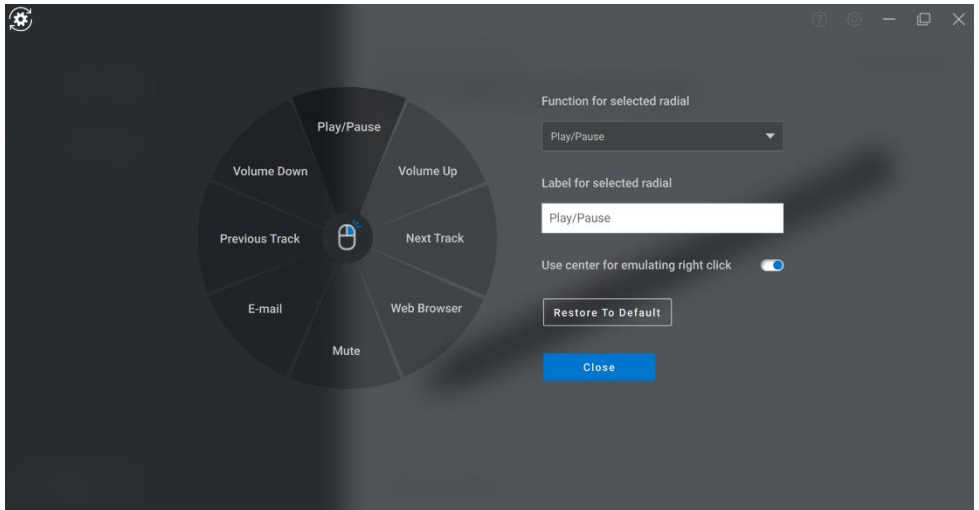 Play/Pause
Volume Down
Volume Up
Previous Track
Next Track
E-mail
Web Browser
Mute
Function for selected radial
Play/Pause
Label for selected radial
Play/Pause
Use center for emulating right click
Restore To Default
Close